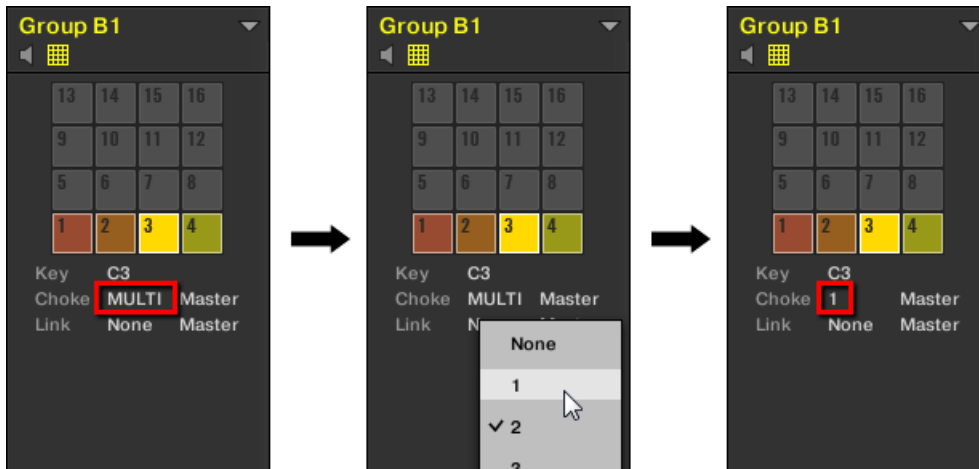 Group B1
13 14 15 16
9 10 11 12
5 6 7 8
1 2 3 4
Key C3
Choke MULTI Master
Link None Master
Group B1
13 14 15 16
9 10 11 12
5 6 7 8
1 2 3 4
Key C3
Choke MULTI Master
Link
None
1
2
Group B1
13 14 15 16
9 10 11 12
5 6 7 8
1 2 3 4
Key C3
Choke 1 Master
Link None Master